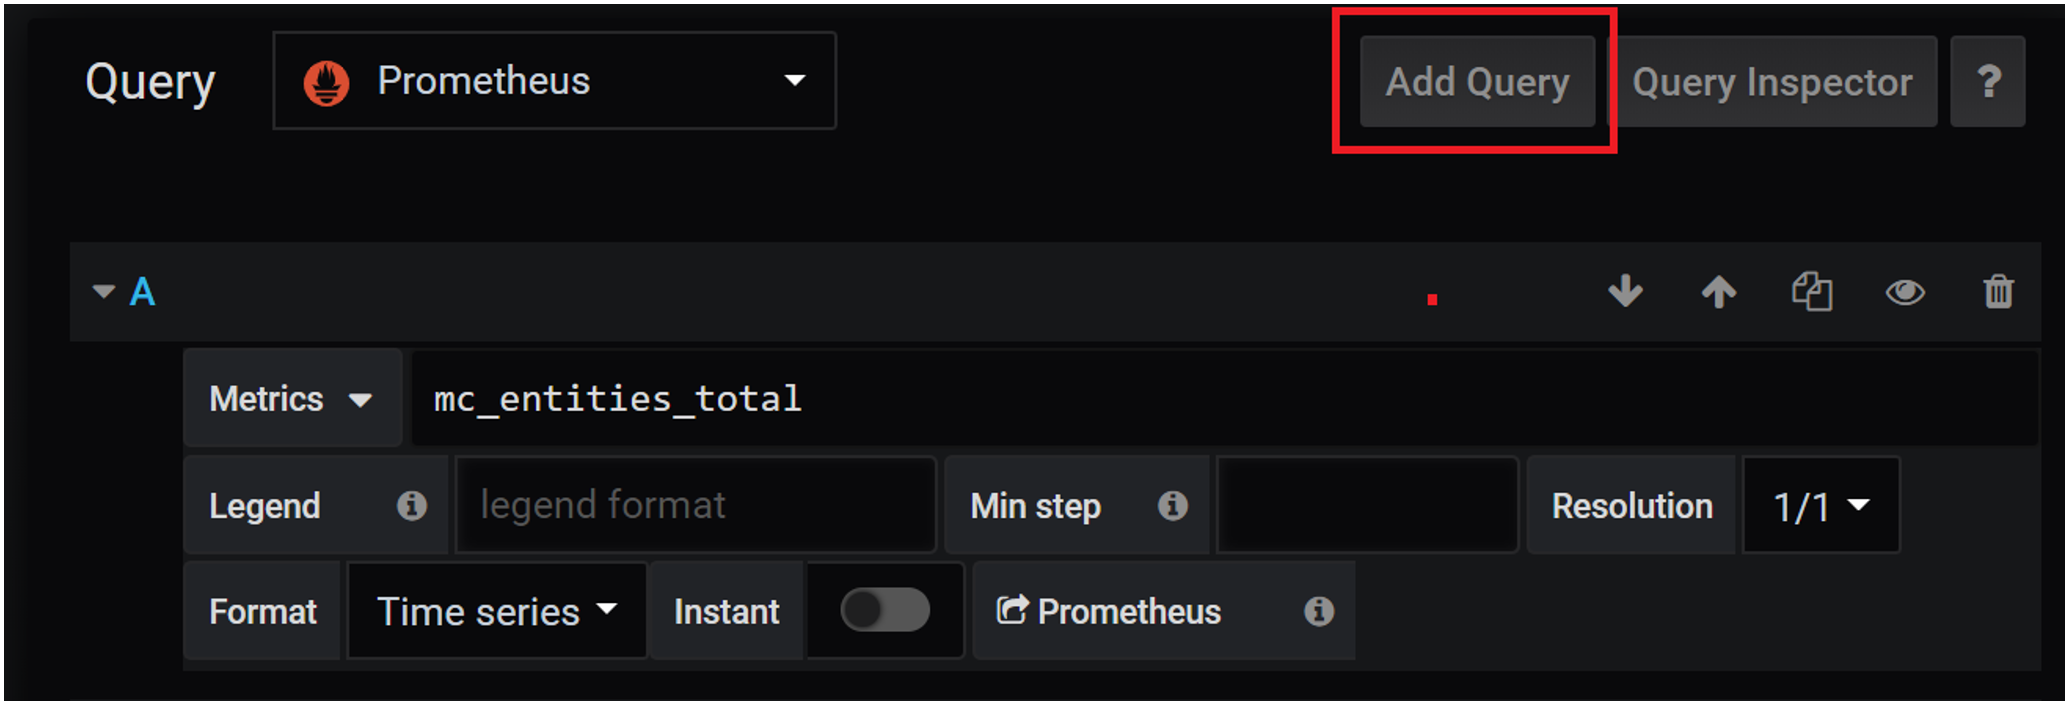 Query Prometheus Add Query Query Inspector ?
A
Metrics mc_entities_total
Legend legend format Min step Resolution 1/1
Format Time series Instant Prometheus